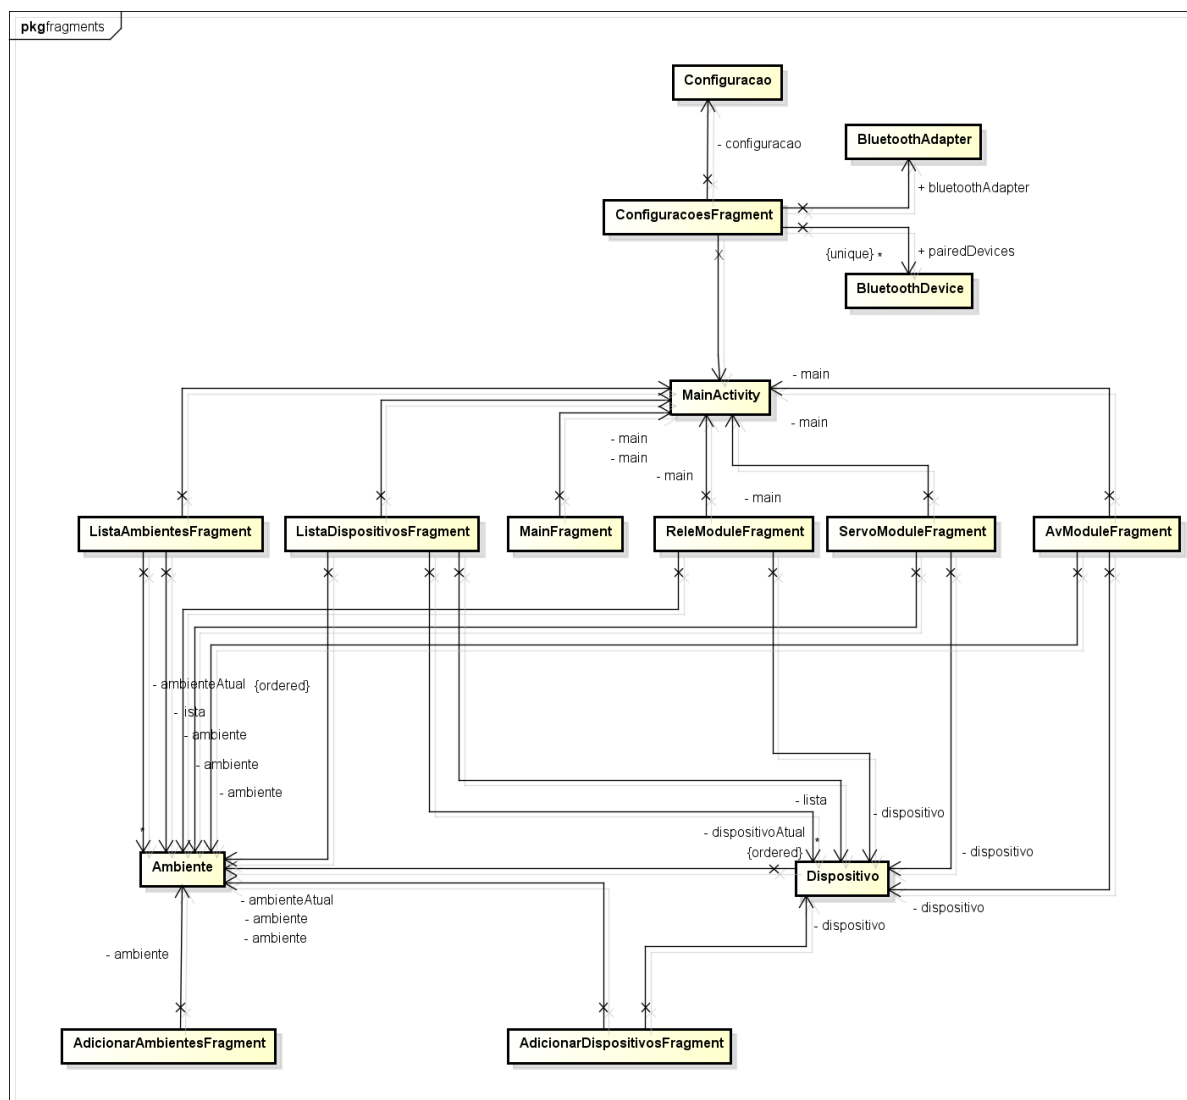 pkg fragments
Configuracao
- configuracao
BluetoothAdapter
+ bluetoothAdapter
ConfiguracoesFragment
{unique} * + pairedDevices
BluetoothDevice
- main
MainActivity
- main
- main
- main
- main
- main
ListaAmbientesFragment
ListaDispositivosFragment
MainFragment
ReleModuleFragment
ServoModuleFragment
AvModuleFragment
- ambienteAtual {ordered}
- lista
- ambiente
- ambiente
- ambiente
- lista
- dispositivo
*
- dispositivoAtual *
{ordered}
- dispositivo
Ambiente
Dispositivo
- ambienteAtual
- dispositivo
- ambiente
- dispositivo
- ambiente
- ambiente
AdicionarAmbientesFragment
AdicionarDispositivosFragment